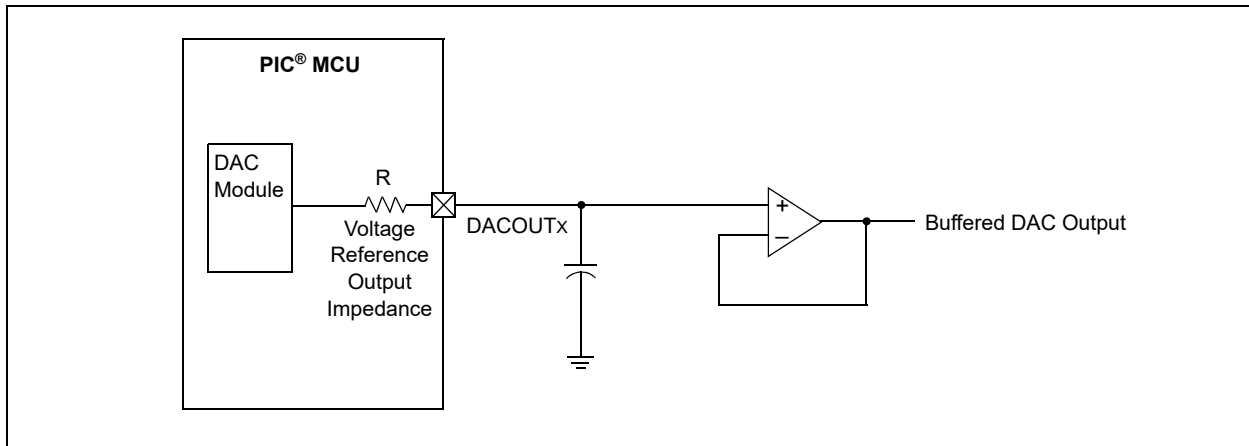 PIC® MCU
DAC
Module
R
Voltage
Reference
Output
Impedance
DACOUTx
+
–
Buffered DAC Output